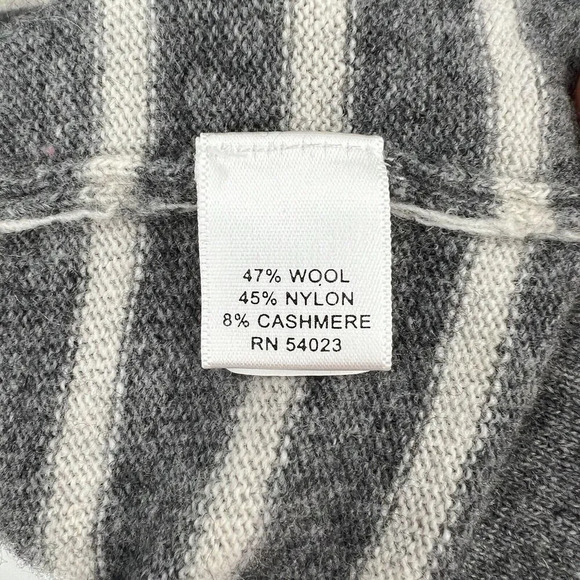 47% WOOL
45% NYLON
8% CASHMERE
RN 54023